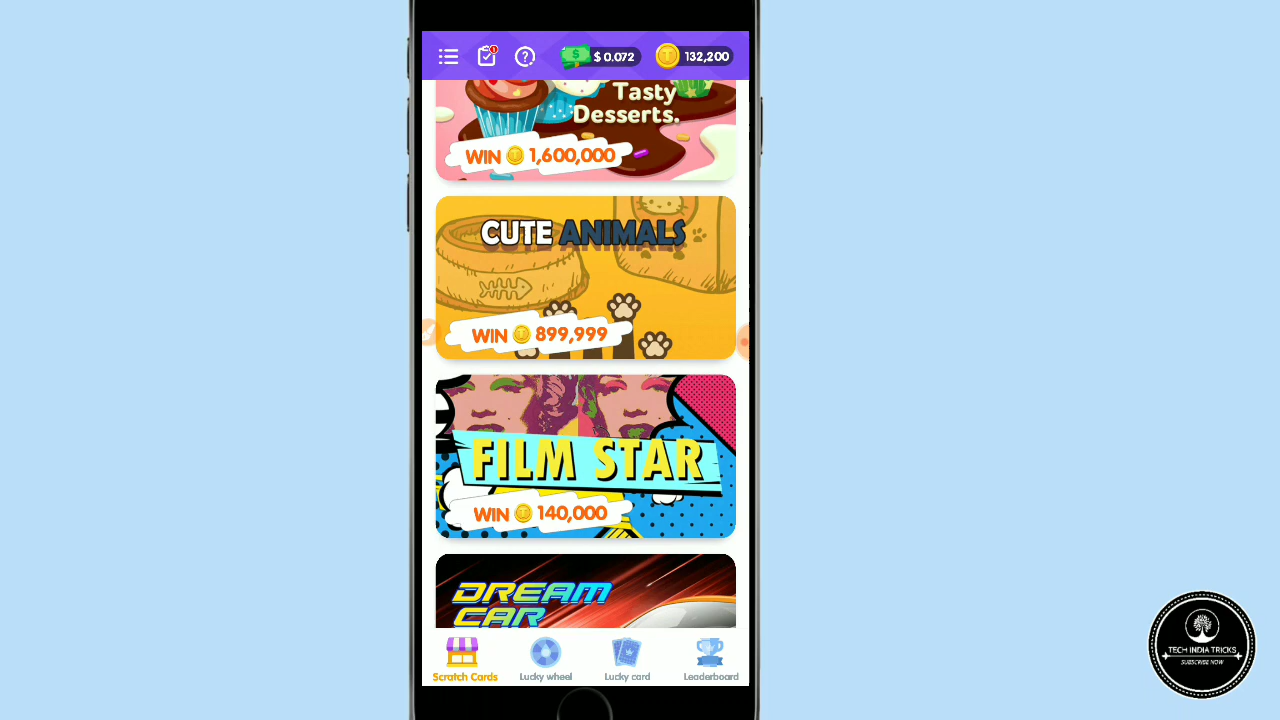 $ 0.072
132,200
Tasty
Desserts.
WIN 1,600,000
CUTE ANIMALS
WIN 899,999
FILM STAR
WIN 140,000
DREAM
CAR
Scratch Cards
Lucky wheel
Lucky card
Leaderboard
TECH INDIA TRICKS
SUBSCRIBE NOW